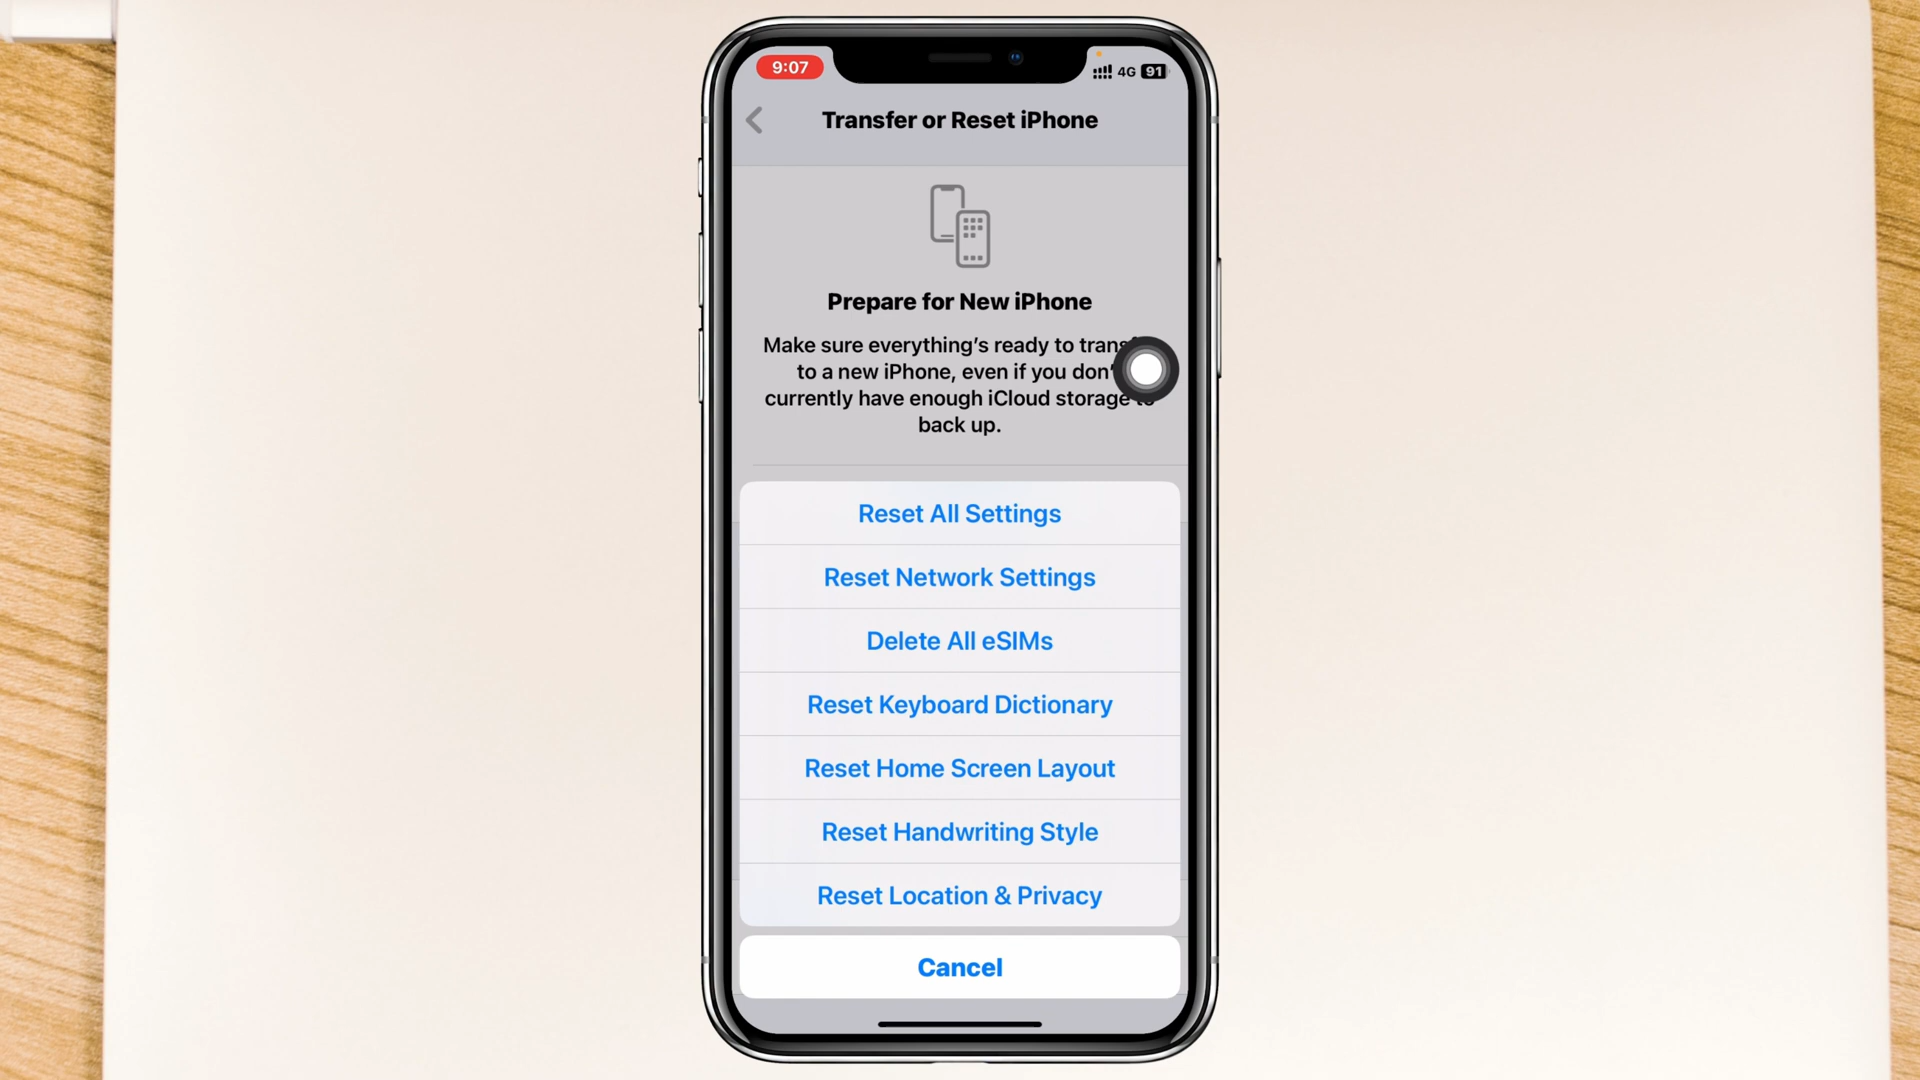 9:07
4G 91
Transfer or Reset iPhone
Prepare for New iPhone
Make sure everything's ready to
to a new iPhone, even if you don't
currently have enough iCloud storage to
back up.
Reset All Settings
Reset Network Settings
Delete All eSIMs
Reset Keyboard Dictionary
Reset Home Screen Layout
Reset Handwriting Style
Reset Location & Privacy
Cancel